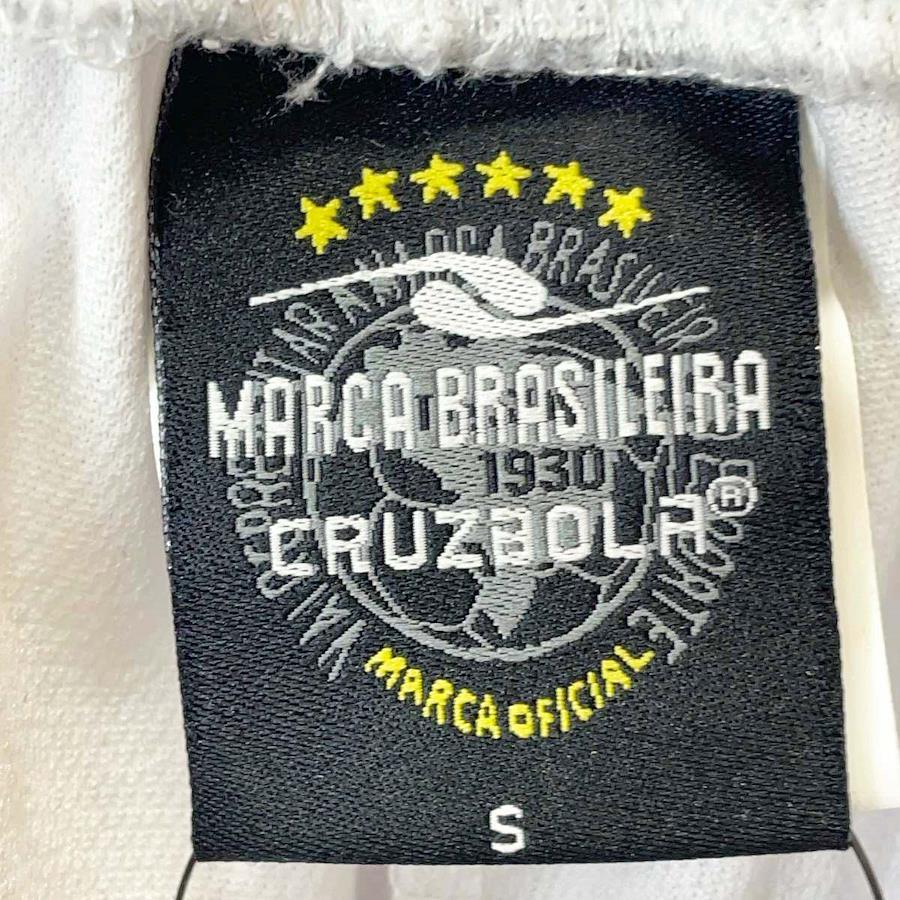 MARCA BRASILEIRA
1930
CRUZBOLA®
MARCA OFICIAL
S